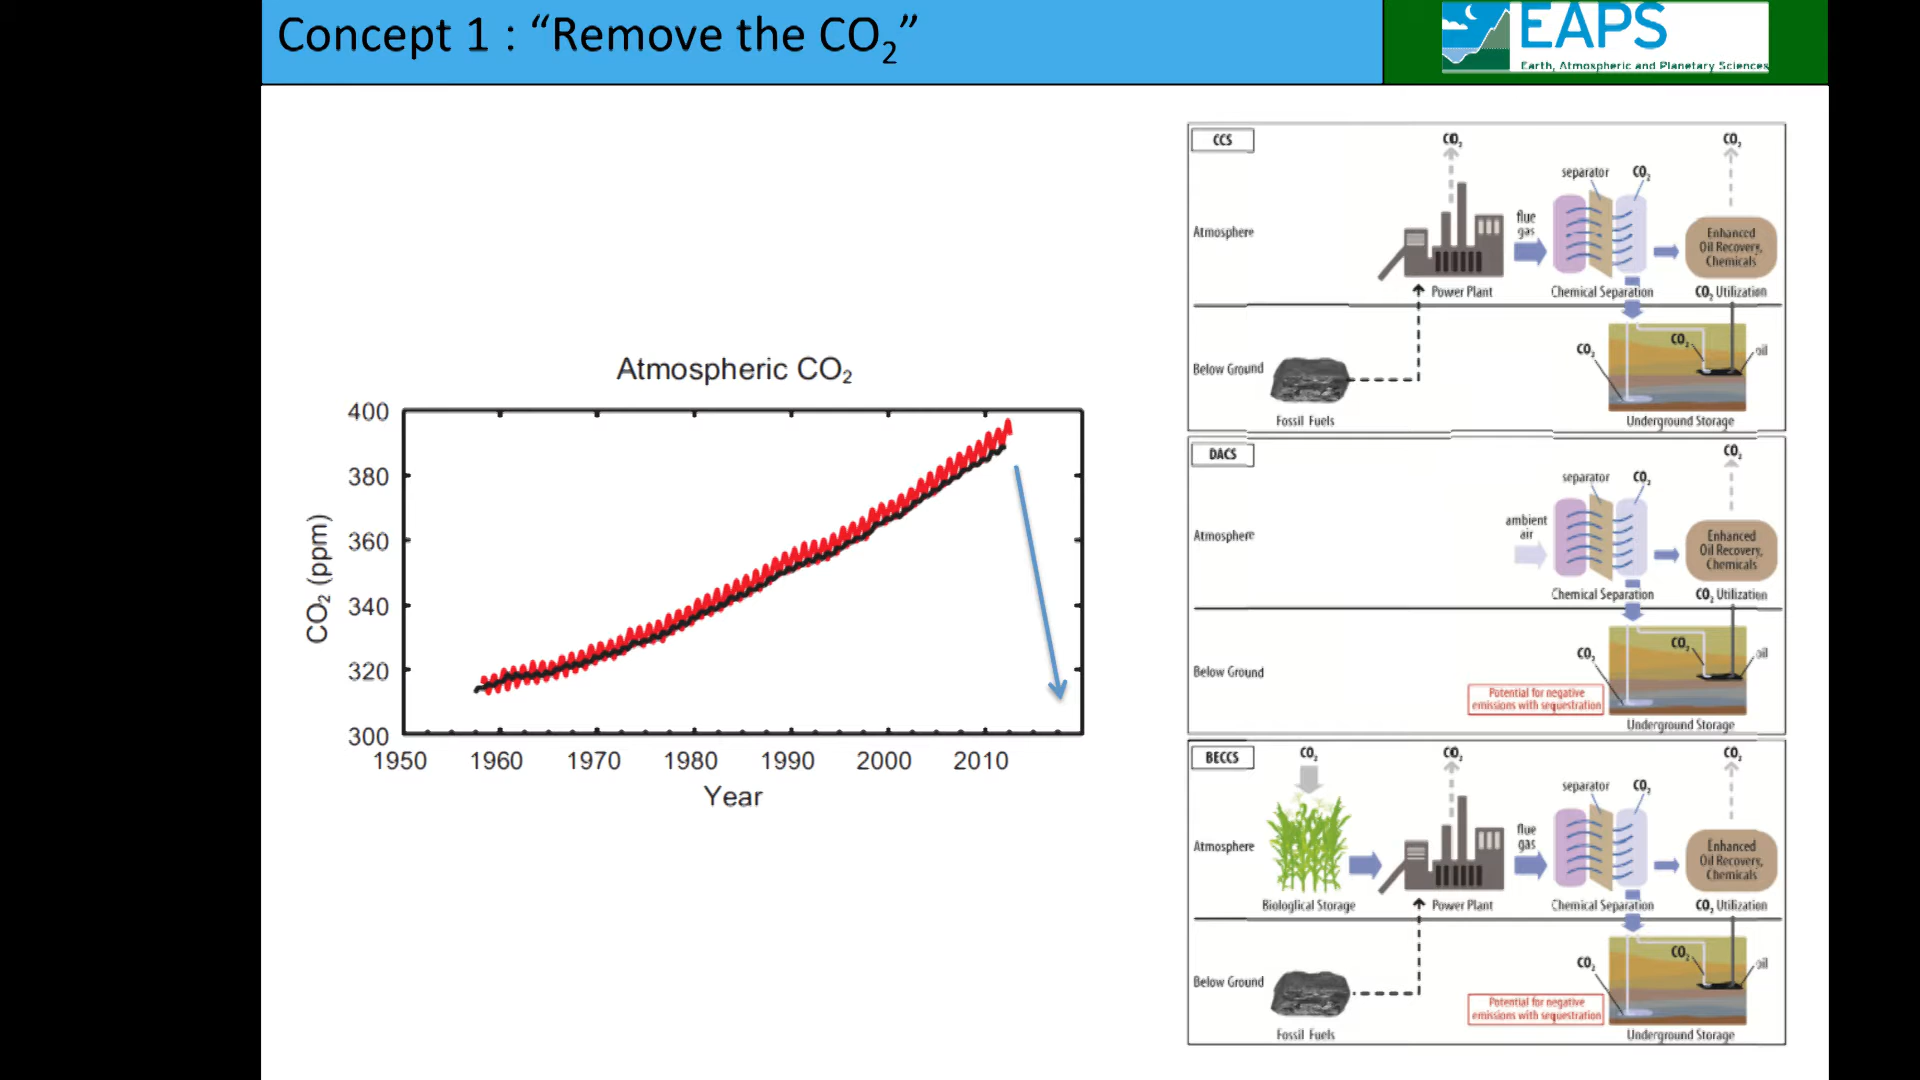 Concept 1 : “Remove the CO₂”
EAPS
Earth, Atmospheric and Planetary Sciences
Atmospheric CO₂
400
380
360
340
320
300
CO₂ (ppm)
1950 1960 1970 1980 1990 2000 2010
Year
CCS
CO₂
CO₂
separator
CO₂
flue
gas
Atmosphere
Enhanced
Oil Recovery,
Chemicals
Power Plant
Chemical Separation
CO₂ Utilization
CO₂
CO₂
oil
Below Ground
Fossil Fuels
Underground Storage
DACS
CO₂
separator
CO₂
ambient
air
Atmosphere
Enhanced
Oil Recovery,
Chemicals
Chemical Separation
CO₂ Utilization
CO₂
CO₂
oil
Below Ground
Potential for negative
emissions with sequestration
Underground Storage
BECCS
CO₂
CO₂
CO₂
separator
CO₂
flue
gas
Atmosphere
Enhanced
Oil Recovery,
Chemicals
Biologlical Storage
Power Plant
Chemical Separation
CO₂ Utilization
CO₂
CO₂
oil
Below Ground
Potential for negative
emissions with sequestration
Fossil Fuels
Underground Storage